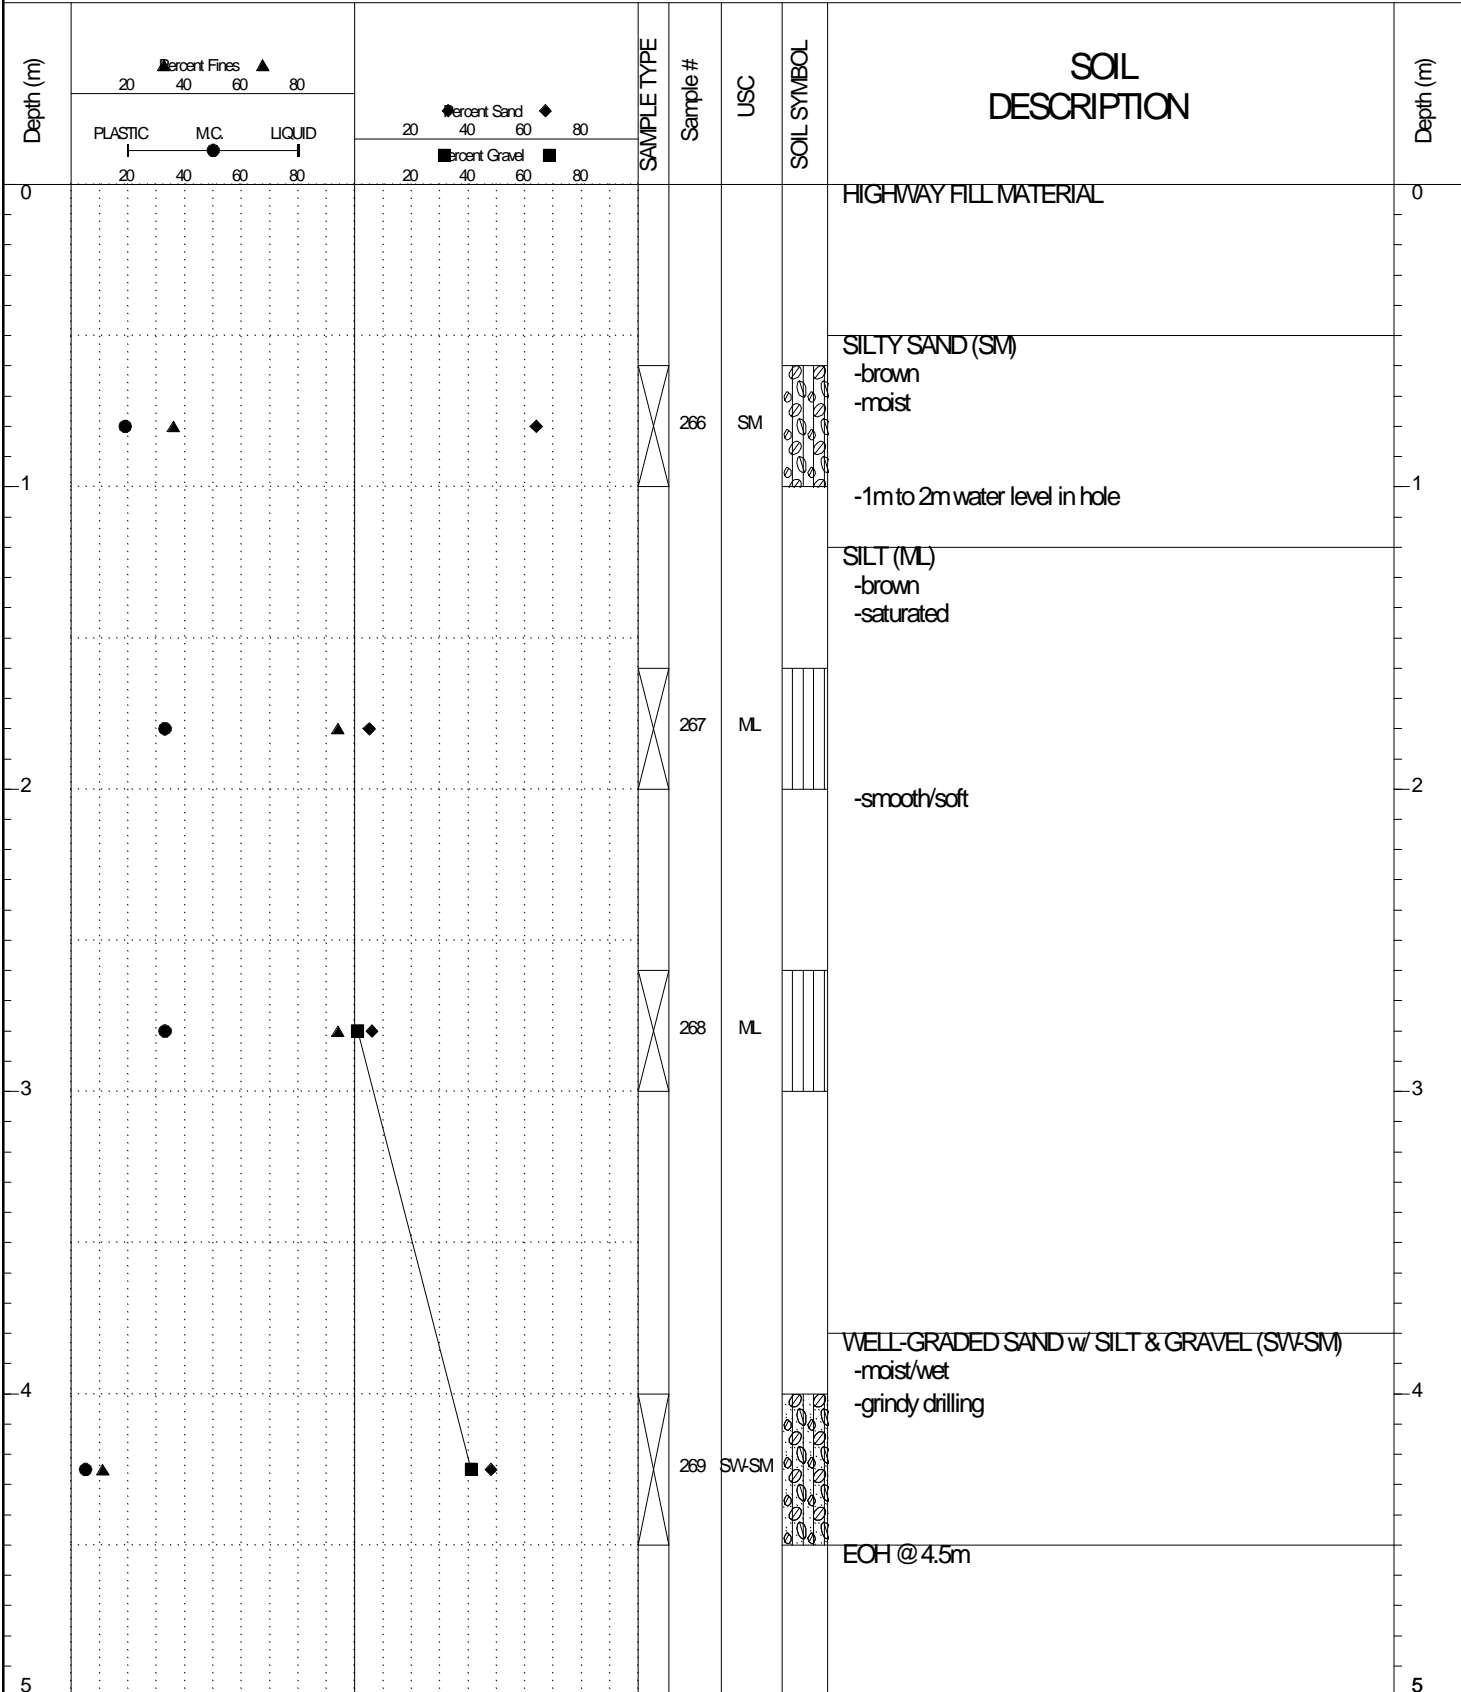 Depth (m)
Percent Fines
20 40 60 80
PLASTIC M.C. LIQUID
20 40 60 80
Percent Sand
20 40 60 80
Percent Gravel
20 40 60 80
SAMPLE TYPE
Sample #
USC
SOIL SYMBOL
SOIL
DESCRIPTION
Depth (m)
0 HIGHWAY FILL MATERIAL 0
SILTY SAND (SM)
-brown
-moist
266 SM
1 -1m to 2m water level in hole 1
SILT (ML)
-brown
-saturated
267 ML
2 -smooth/soft 2
268 ML
3 3
WELL-GRADED SAND w/ SILT & GRAVEL (SW-SM)
-moist/wet
4 -grindy drilling 4
269 SW-SM
EOH @ 4.5m
5 5